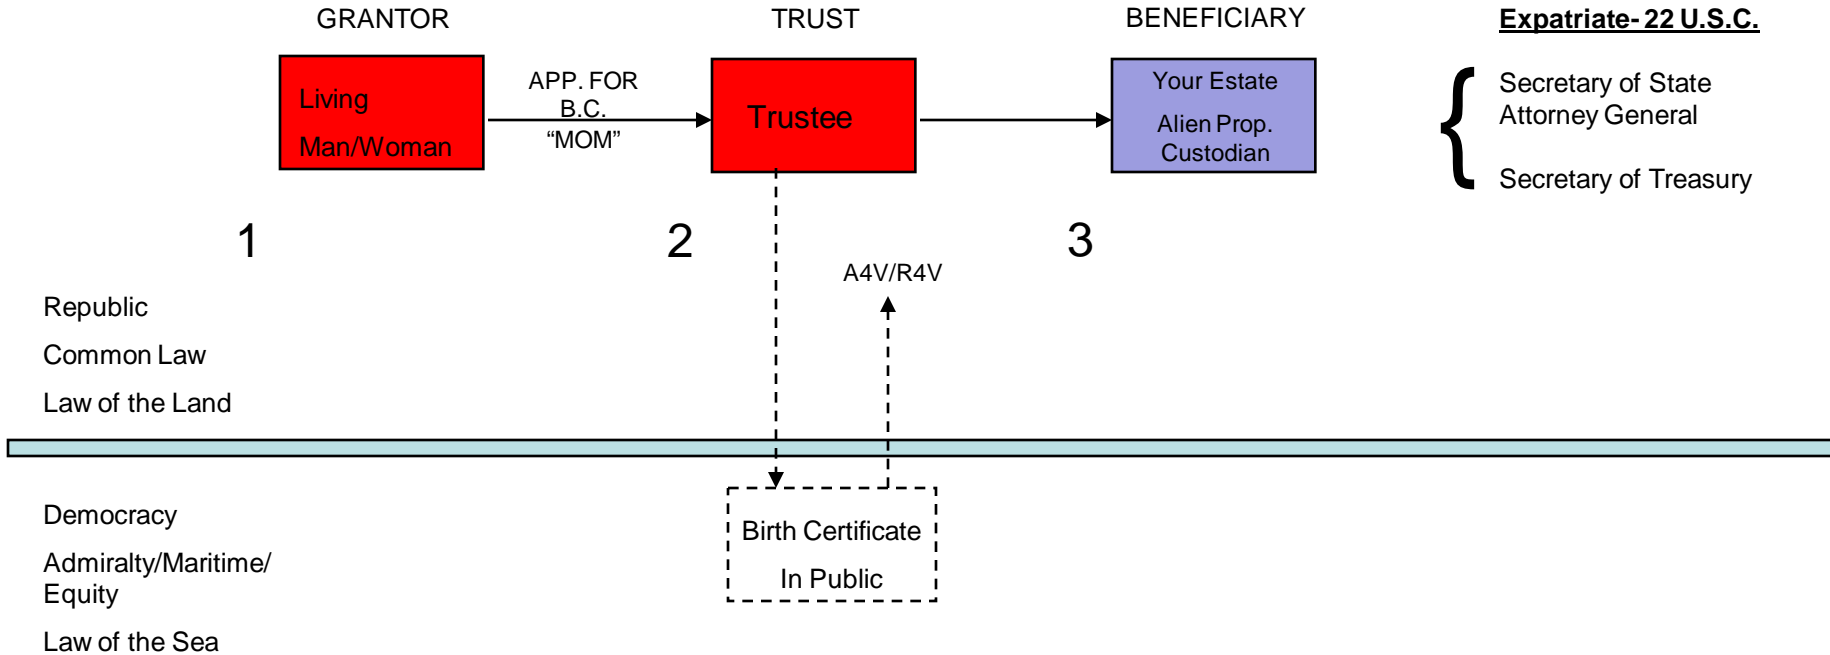 GRANTOR
TRUST
BENEFICIARY
Expatriate- 22 U.S.C.
Living
Man/Woman
APP. FOR
B.C.
“MOM”
Trustee
Your Estate
Alien Prop.
Custodian
{
Secretary of State
Attorney General
Secretary of Treasury
1
2
3
A4V/R4V
Republic
Common Law
Law of the Land
Democracy
Admiralty/Maritime/
Equity
Law of the Sea
Birth Certificate
In Public